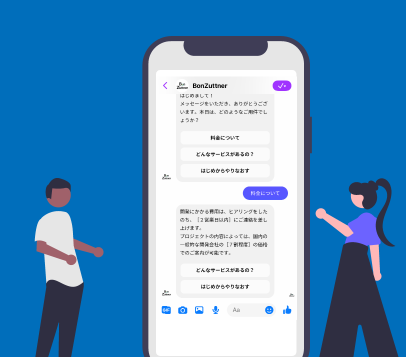 BonZuttner
はじめまして！
メッセージをいただき、ありがとうござ
います。本日は、どのようなご用件でし
ょうか？
料金について
どんなサービスがあるの？
はじめからやりなおす
料金について
開発にかかる費用は、ヒアリングをした
のち、［２営業日以内］にご連絡を差し
上げます。
プロジェクトの内容によっては、国内の
一般的な開発会社の［７割程度］の価格
でのご案内が可能です。
どんなサービスがあるの？
はじめからやりなおす
GIF
Aa